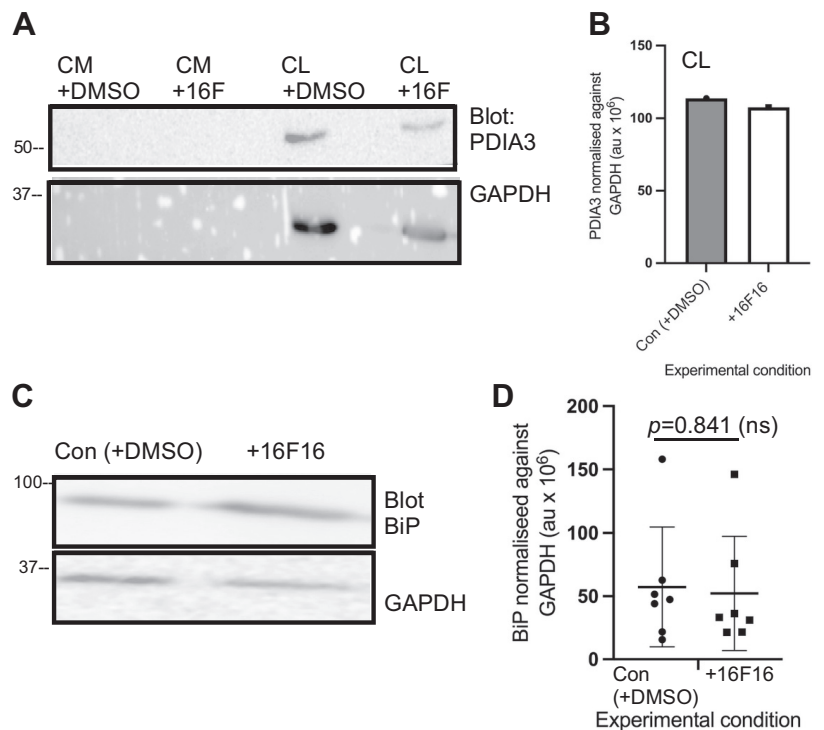 A
CM
+DMSO
CM
+16F
CL
+DMSO
CL
+16F
Blot:
PDIA3
50--
37--
GAPDH
B
CL
150
100
50
0
PDIA3 normalised against
GAPDH (au x 10⁶)
Con (+DMSO)
+16F16
Experimental condition
C
Con (+DMSO) +16F16
100--
Blot
BiP
37--
GAPDH
D
p=0.841 (ns)
200
150
100
50
0
BiP normaliseed against
GAPDH (au x 10⁶)
Con
(+DMSO)
+16F16
Experimental condition